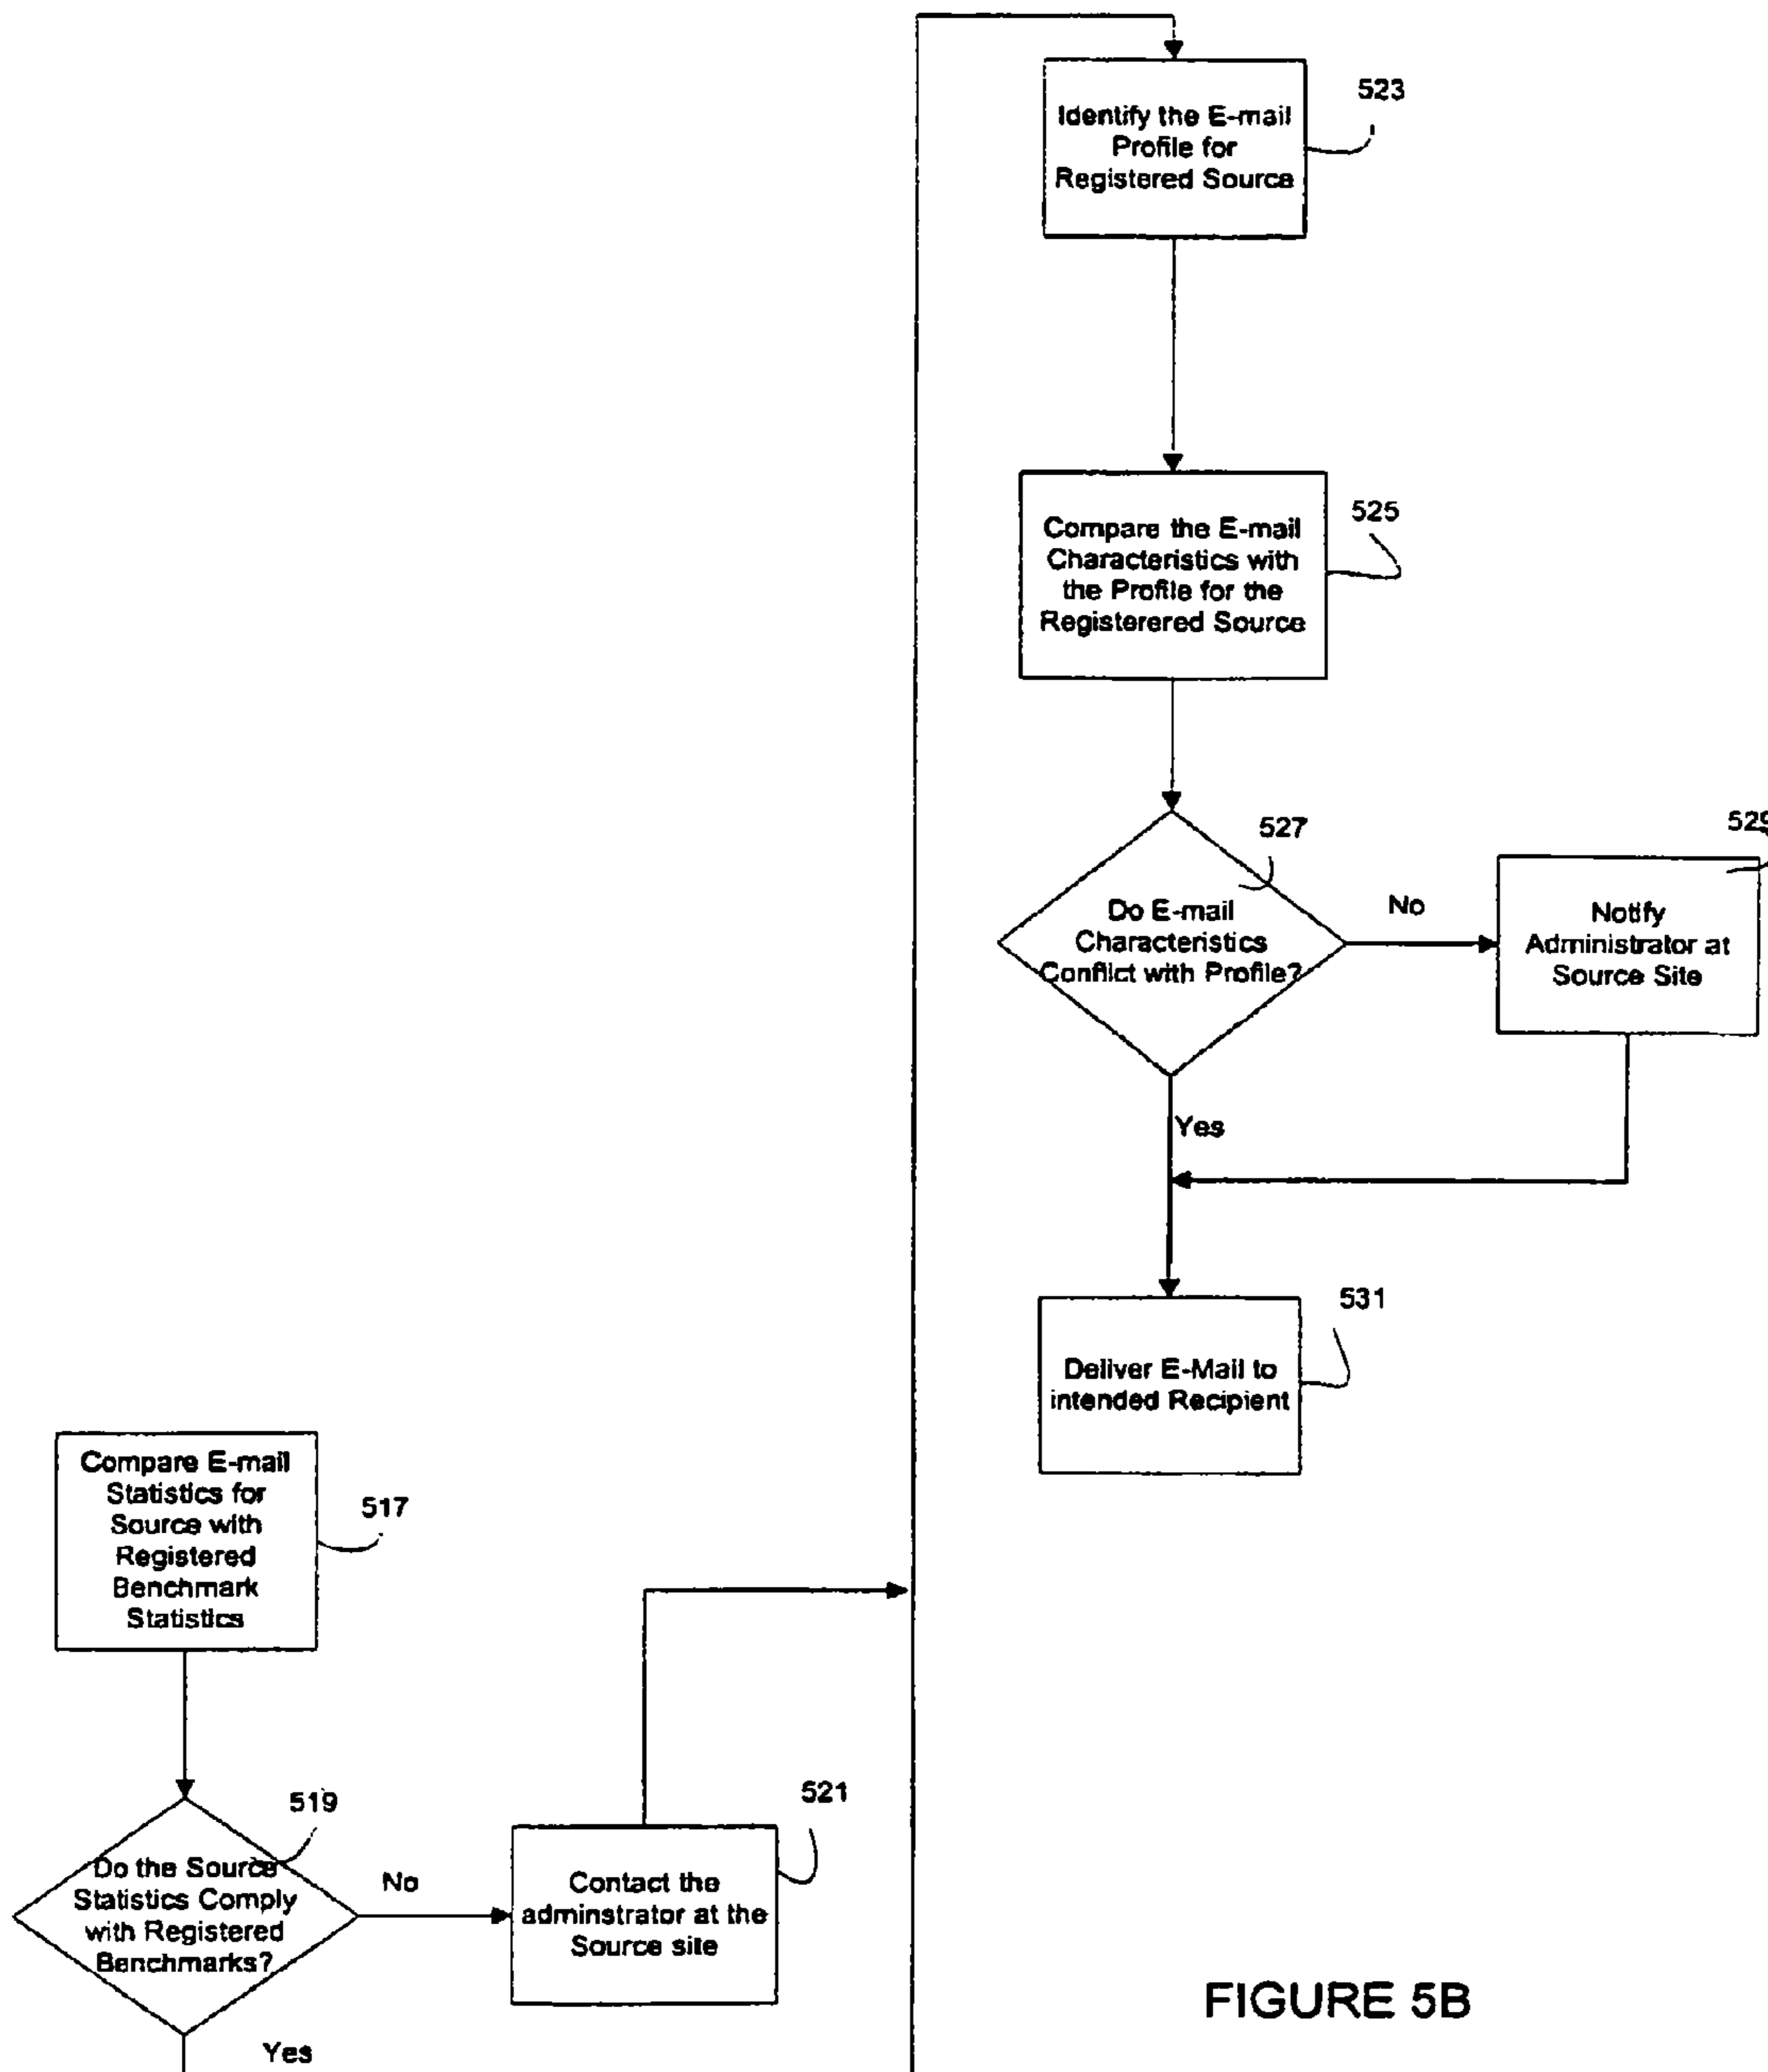 523
Identify the E-mail
Profile for
Registered Source
525
Compare the E-mail
Characteristics with
the Profile for the
Registerered Source
527
Do E-mail
Characteristics
Conflict with Profile?
No
529
Notify
Administrator at
Source Site
Yes
531
Deliver E-Mail to
intended Recipient
Compare E-mail
Statistics for
Source with
Registered
Benchmark
Statistics
517
519
Do the Source
Statistics Comply
with Registered
Benchmarks?
No
521
Contact the
adminstrator at the
Source site
Yes
FIGURE 5B